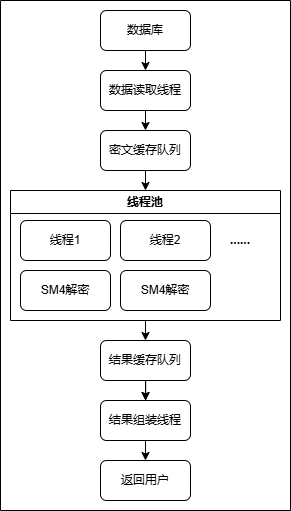 数据库
数据读取线程
密文缓存队列
线程池
线程1 线程2 ......
SM4解密 SM4解密
结果缓存队列
结果组装线程
返回用户